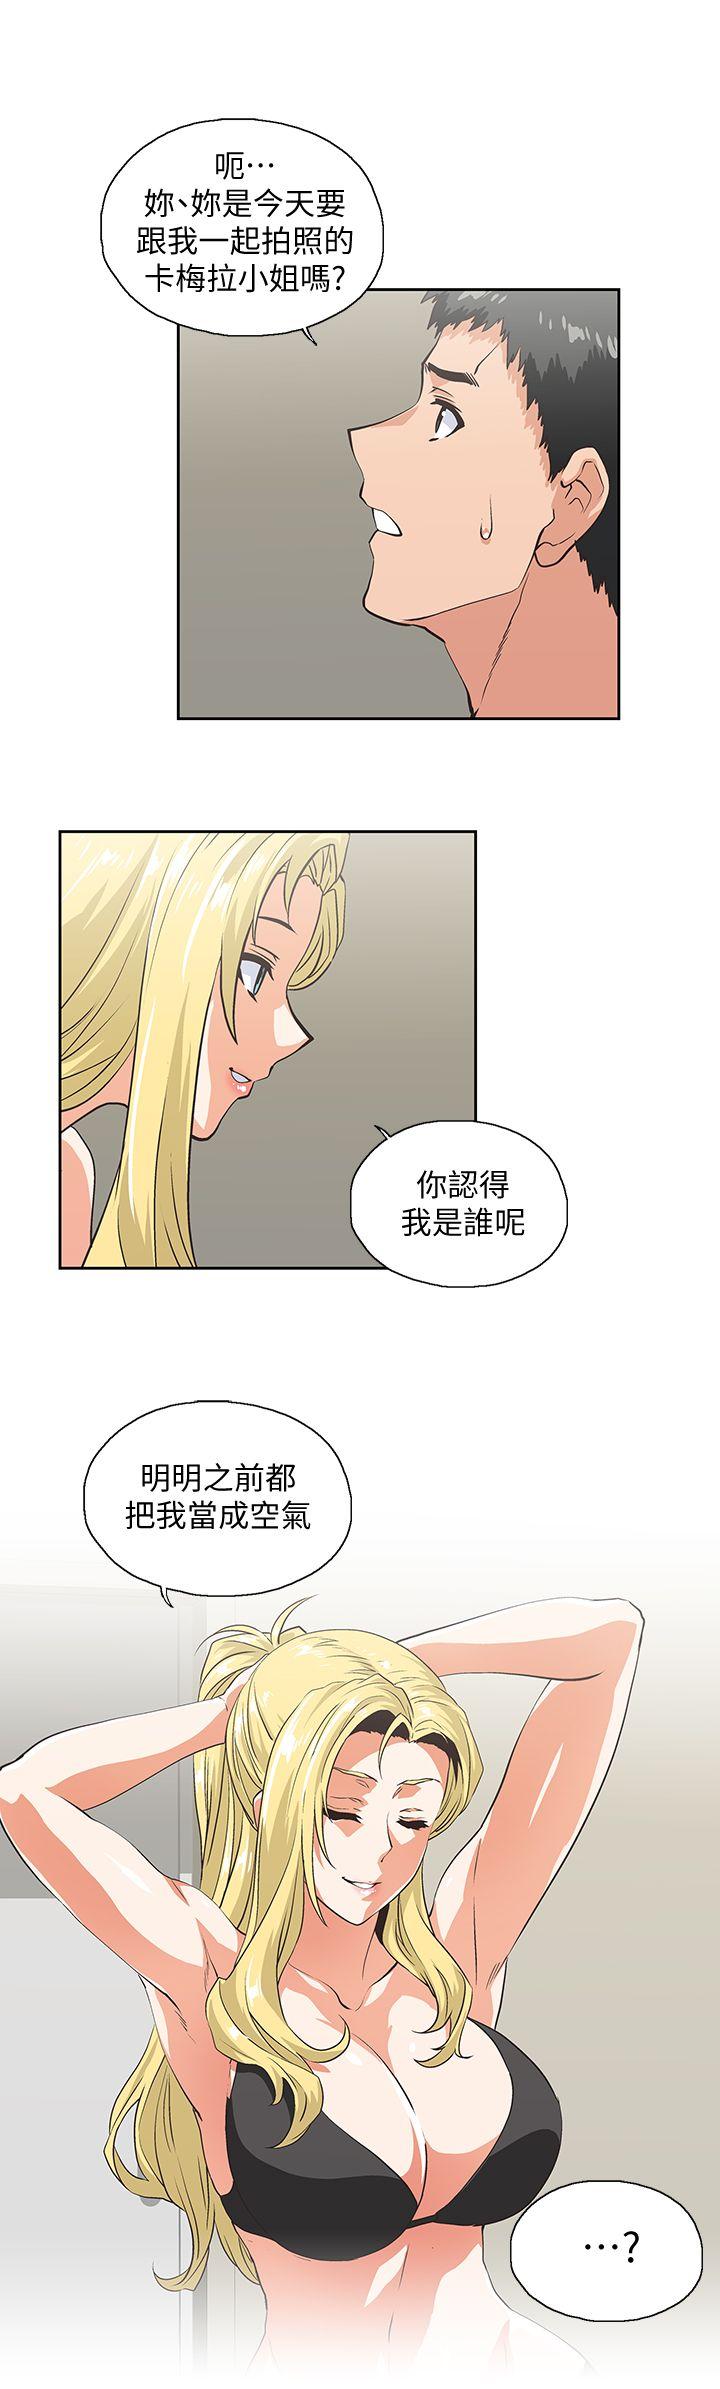 呃⋯
妳、妳是今天要
跟我一起拍照的
卡梅拉小姐嗎?
你認得
我是誰呢
明明之前都
把我當成空氣
⋯?